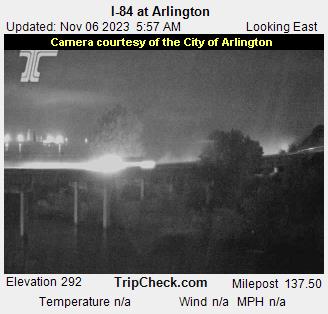 I-84 at Arlington
Updated: Nov 06 2023 5:57 AM Looking East
Camera courtesy of the City of Arlington
Elevation 292 TripCheck.com Milepost 137.50
Temperature n/a Wind n/a MPH n/a